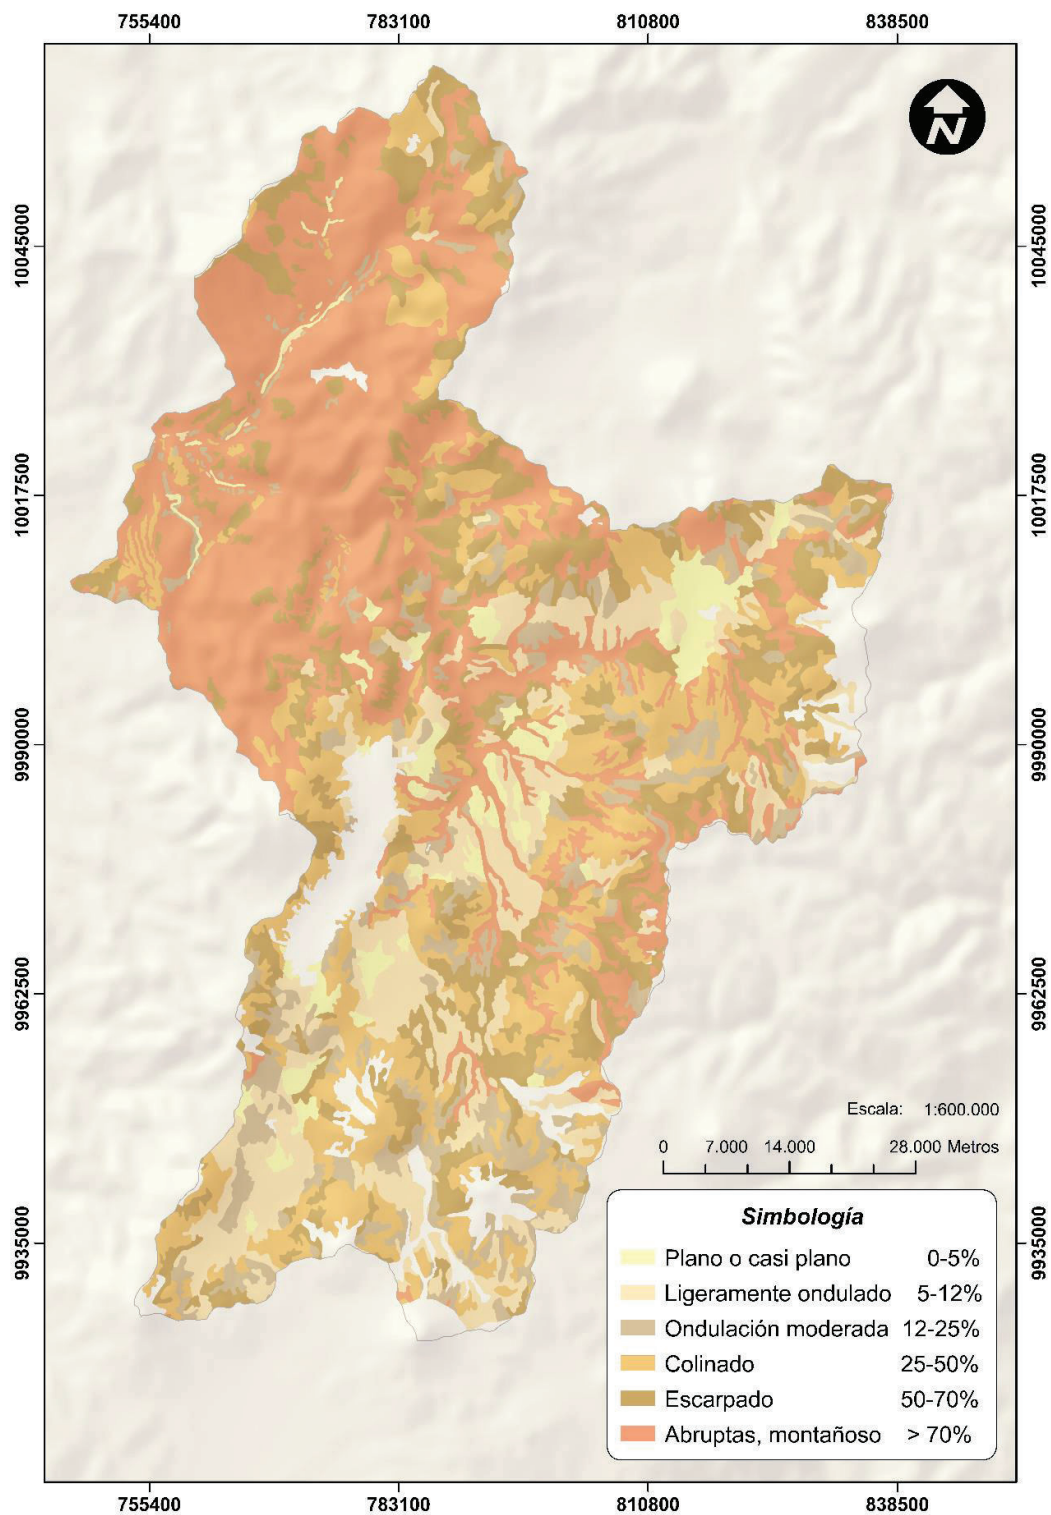 755400 783100 810800 838500
N
10045000 10045000
10017500 10017500
9990000 9990000
9962500 9962500
Escala: 1:600.000
0 7.000 14.000 28.000 Metros
Simbología
Plano o casi plano 0-5%
Ligeramente ondulado 5-12%
Ondulación moderada 12-25%
Colinado 25-50%
Escarpado 50-70%
Abruptas, montañoso > 70%
9935000 9935000
755400 783100 810800 838500